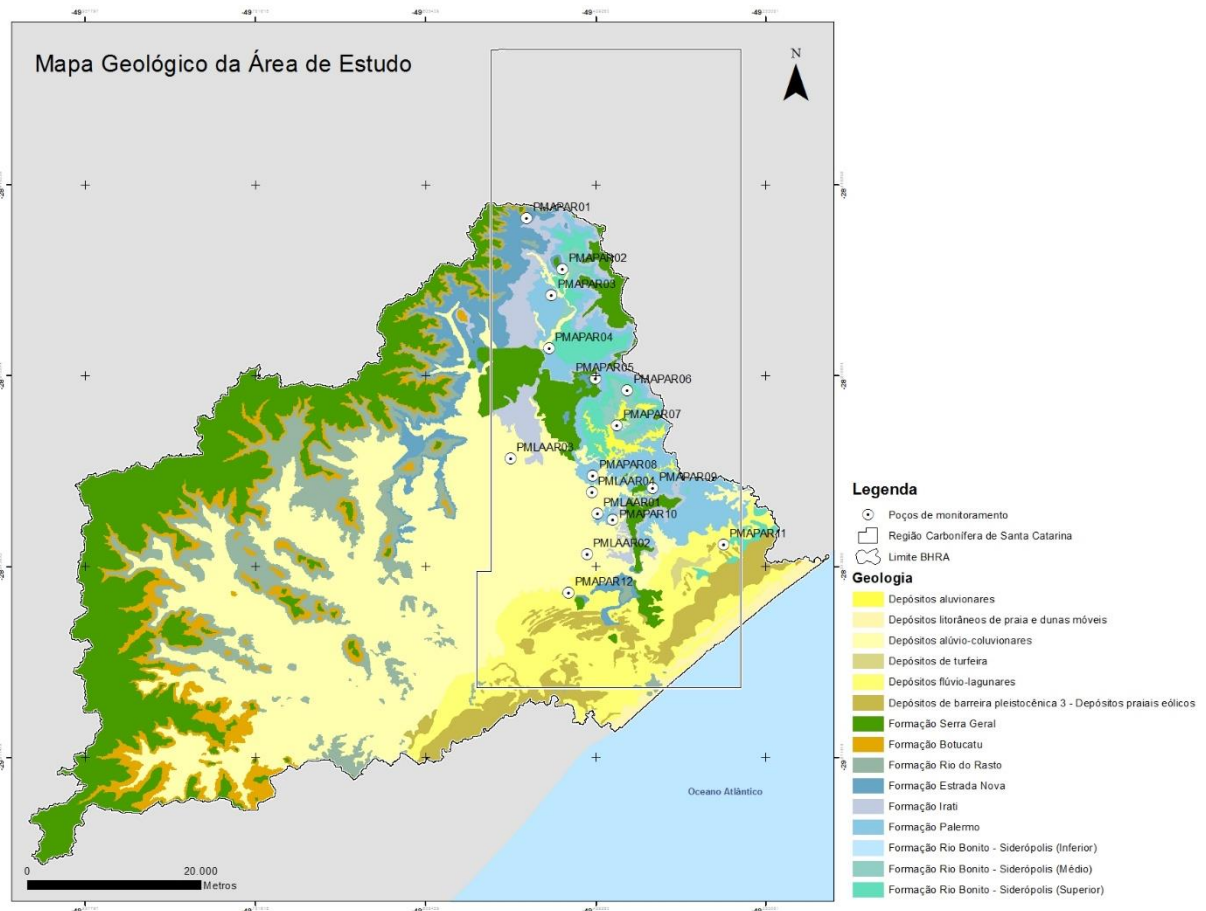 Mapa Geológico da Área de Estudo
N
PMAPAR01
PMAPAR02
PMAPAR03
PMAPAR04
PMAPAR05
PMAPAR06
PMAPAR07
PMLAAR03
PMAPAR08
PMLAAR04
PMAPAR09
PMLAAR01
PMAPAR10
PMAPAR11
PMLAAR02
PMAPAR12
Oceano Atlântico
0 20.000
Metros
Legenda
Poços de monitoramento
Região Carbonífera de Santa Catarina
Limite BHRA
Geologia
Depósitos aluvionares
Depósitos litorâneos de praia e dunas móveis
Depósitos alúvio-coluvionares
Depósitos de turfeira
Depósitos flúvio-lagunares
Depósitos de barreira pleistocênica 3 - Depósitos praiais eólicos
Formação Serra Geral
Formação Botucatu
Formação Rio do Rasto
Formação Estrada Nova
Formação Irati
Formação Palermo
Formação Rio Bonito - Siderópolis (Inferior)
Formação Rio Bonito - Siderópolis (Médio)
Formação Rio Bonito - Siderópolis (Superior)